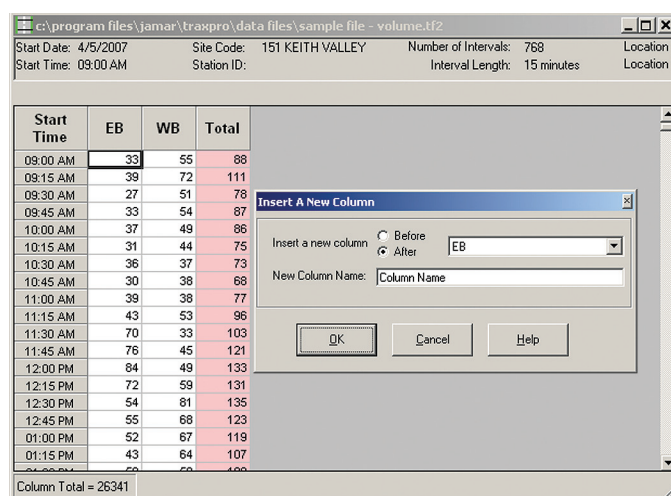 c:\program files\jamar\traxpro\data files\sample file - volume.tf2
Start Date: 4/5/2007 Site Code: 151 KEITH VALLEY Number of Intervals: 768 Location
Start Time: 09:00 AM Station ID: Interval Length: 15 minutes Location
Start Time EB WB Total
09:00 AM 33 55 88
09:15 AM 39 72 111
09:30 AM 27 51 78
09:45 AM 33 54 87
10:00 AM 37 49 86
10:15 AM 31 44 75
10:30 AM 36 37 73
10:45 AM 30 38 68
11:00 AM 39 38 77
11:15 AM 43 53 96
11:30 AM 70 33 103
11:45 AM 76 45 121
12:00 PM 84 49 133
12:15 PM 72 59 131
12:30 PM 54 81 135
12:45 PM 55 68 123
01:00 PM 52 67 119
01:15 PM 43 64 107
Insert A New Column
Insert a new column Before After EB
New Column Name: Column Name
OK Cancel Help
Column Total = 26341